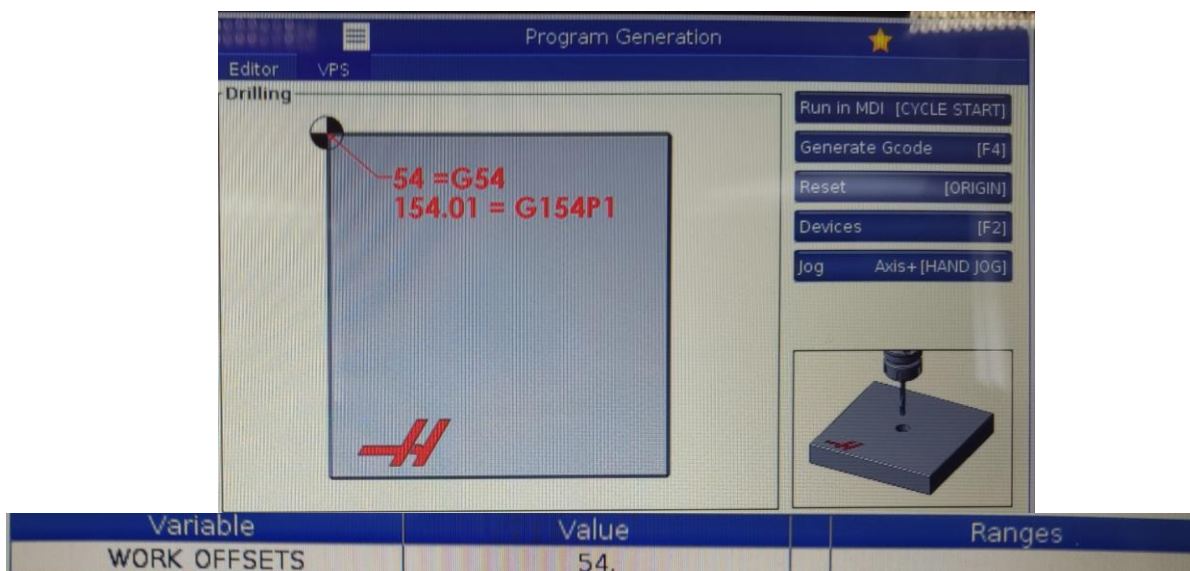 Program Generation
Editor VPS
Drilling
54 =G54
154.01 = G154P1
Run in MDI [CYCLE START]
Generate Gcode [F4]
Reset [ORIGIN]
Devices [F2]
Jog Axis+[HAND JOG]
Variable Value Ranges
WORK OFFSETS 54.